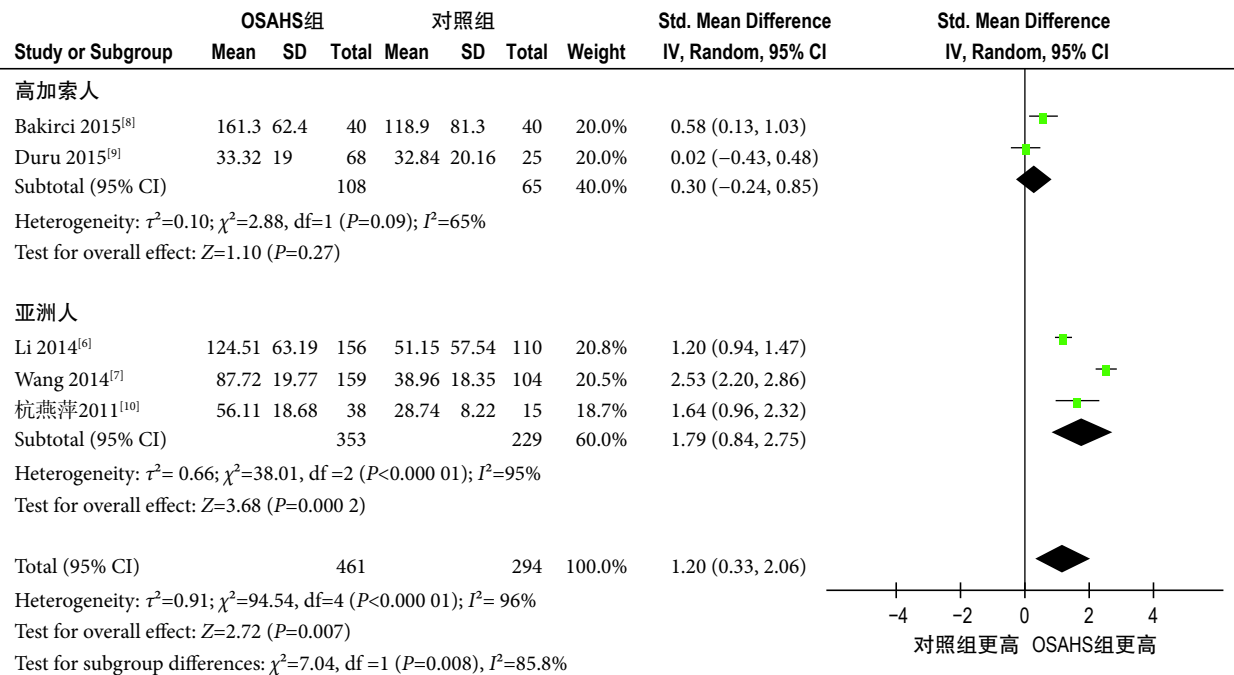 OSAHS组 对照组 Std. Mean Difference Std. Mean Difference
Study or Subgroup Mean SD Total Mean SD Total Weight IV, Random, 95% CI IV, Random, 95% CI
高加索人
Bakirci 2015[8] 161.3 62.4 40 118.9 81.3 40 20.0% 0.58 (0.13, 1.03)
Duru 2015[9] 33.32 19 68 32.84 20.16 25 20.0% 0.02 (−0.43, 0.48)
Subtotal (95% CI) 108 65 40.0% 0.30 (−0.24, 0.85)
Heterogeneity: τ²=0.10; χ²=2.88, df=1 (P=0.09); I²=65%
Test for overall effect: Z=1.10 (P=0.27)
亚洲人
Li 2014[6] 124.51 63.19 156 51.15 57.54 110 20.8% 1.20 (0.94, 1.47)
Wang 2014[7] 87.72 19.77 159 38.96 18.35 104 20.5% 2.53 (2.20, 2.86)
杭燕萍2011[10] 56.11 18.68 38 28.74 8.22 15 18.7% 1.64 (0.96, 2.32)
Subtotal (95% CI) 353 229 60.0% 1.79 (0.84, 2.75)
Heterogeneity: τ²= 0.66; χ²=38.01, df =2 (P<0.000 01); I²=95%
Test for overall effect: Z=3.68 (P=0.000 2)
Total (95% CI) 461 294 100.0% 1.20 (0.33, 2.06)
Heterogeneity: τ²=0.91; χ²=94.54, df=4 (P<0.000 01); I²= 96%
Test for overall effect: Z=2.72 (P=0.007)
Test for subgroup differences: χ²=7.04, df =1 (P=0.008), I²=85.8%
−4 −2 0 2 4
对照组更高 OSAHS组更高